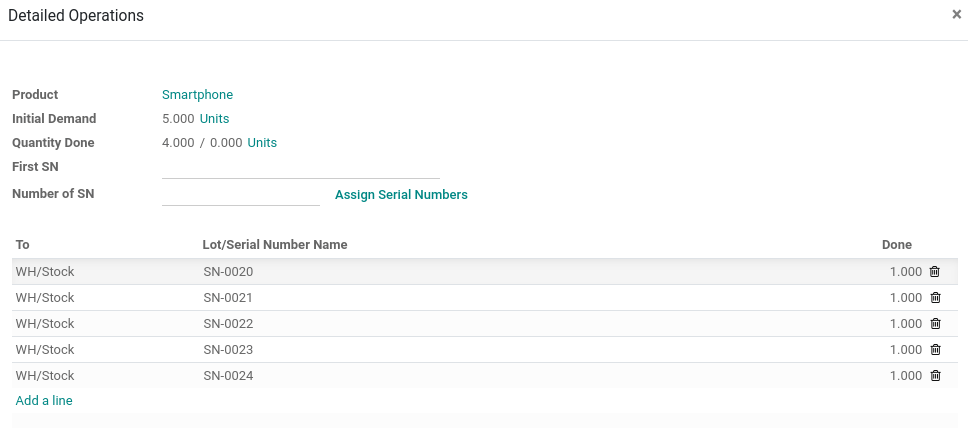 Detailed Operations ×
Product Smartphone
Initial Demand 5.000 Units
Quantity Done 4.000 / 0.000 Units
First SN
Number of SN Assign Serial Numbers
To Lot/Serial Number Name Done
WH/Stock SN-0020 1.000
WH/Stock SN-0021 1.000
WH/Stock SN-0022 1.000
WH/Stock SN-0023 1.000
WH/Stock SN-0024 1.000
Add a line